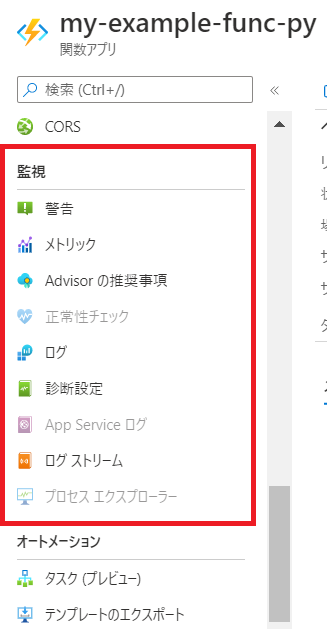 my-example-func-py
関数アプリ
検索 (Ctrl+/)
CORS
監視
警告
メトリック
Advisor の推奨事項
正常性チェック
ログ
診断設定
App Service ログ
ログ ストリーム
プロセス エクスプローラー
オートメーション
タスク (プレビュー)
テンプレートのエクスポート